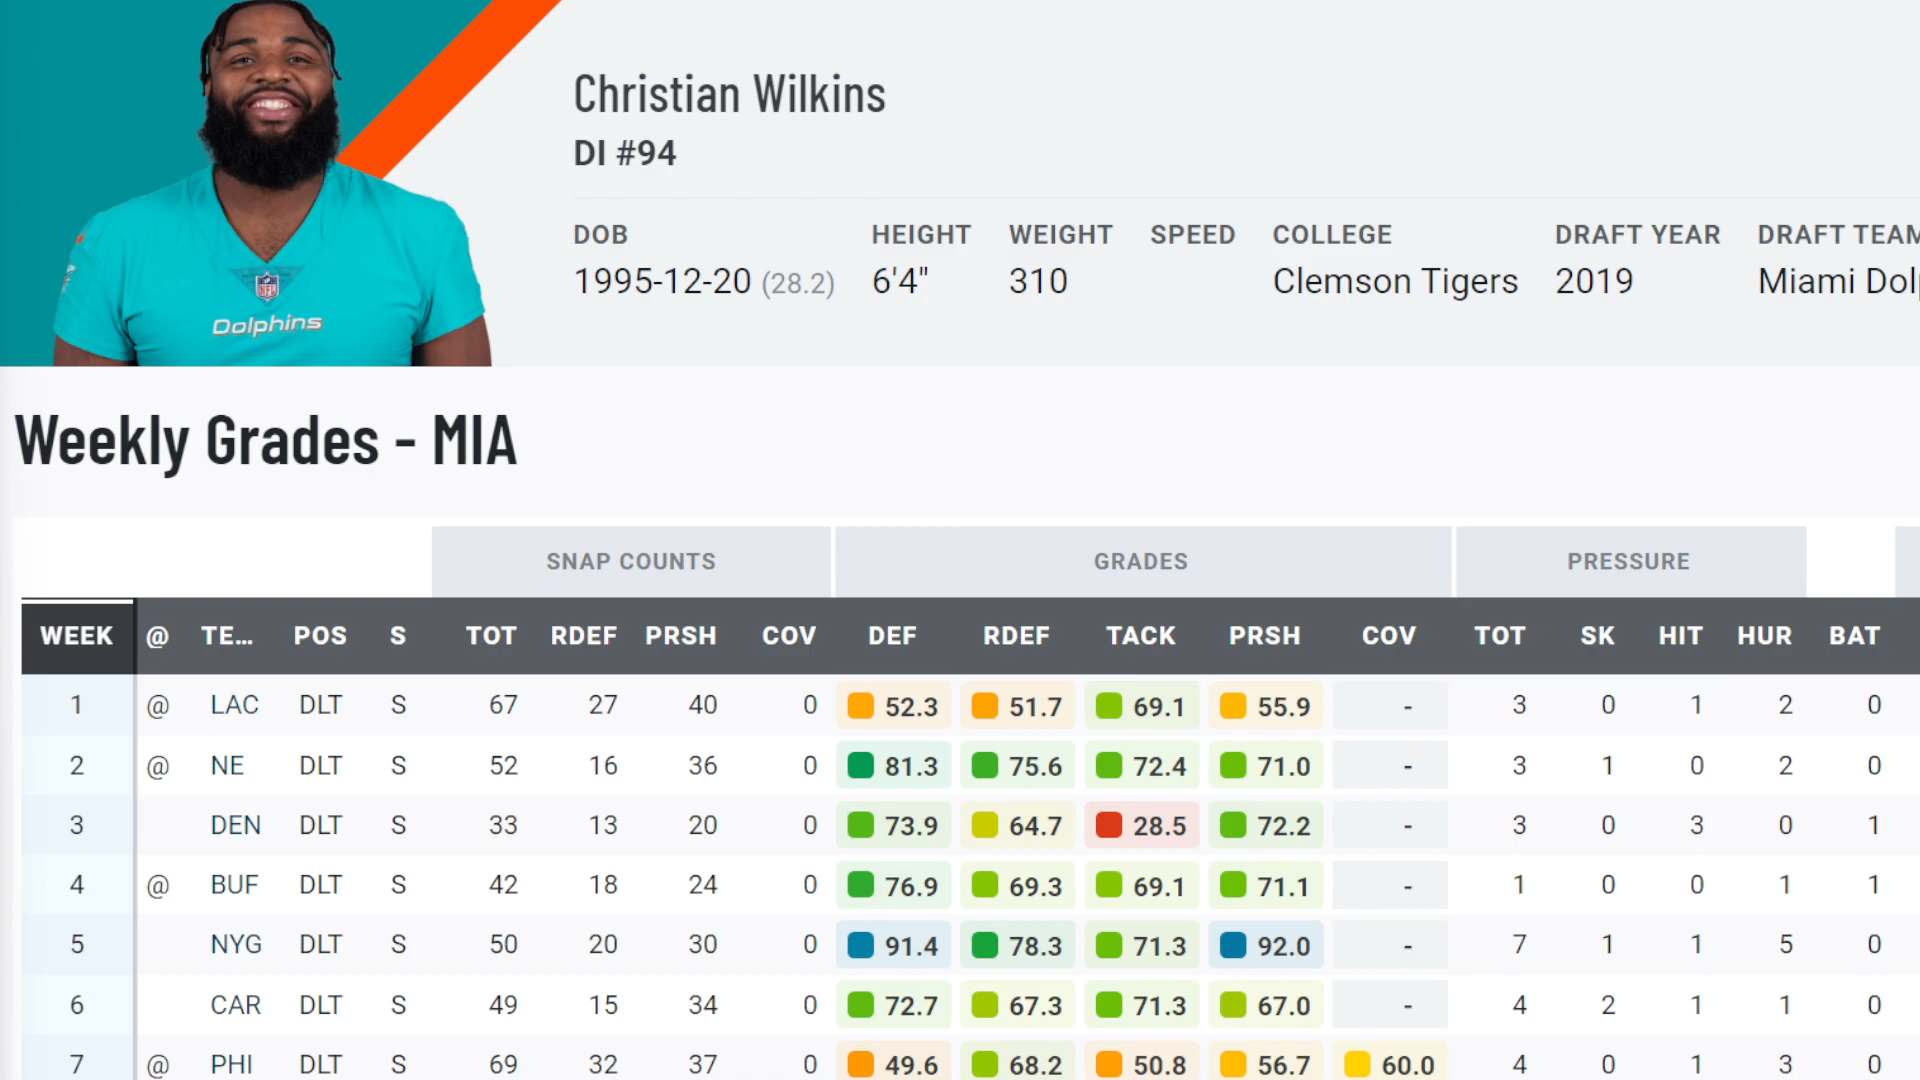 Christian Wilkins
DI #94
DOB HEIGHT WEIGHT SPEED COLLEGE DRAFT YEAR DRAFT TEAM
1995-12-20 (28.2) 6'4" 310 Clemson Tigers 2019 Miami Dol
NFL
Dolphins
Weekly Grades - MIA
SNAP COUNTS GRADES PRESSURE
WEEK @ TE... POS S TOT RDEF PRSH COV DEF RDEF TACK PRSH COV TOT SK HIT HUR BAT
1 @ LAC DLT S 67 27 40 0 52.3 51.7 69.1 55.9 - 3 0 1 2 0
2 @ NE DLT S 52 16 36 0 81.3 75.6 72.4 71.0 - 3 1 0 2 0
3 DEN DLT S 33 13 20 0 73.9 64.7 28.5 72.2 - 3 0 3 0 1
4 @ BUF DLT S 42 18 24 0 76.9 69.3 69.1 71.1 - 1 0 0 1 1
5 NYG DLT S 50 20 30 0 91.4 78.3 71.3 92.0 - 7 1 1 5 0
6 CAR DLT S 49 15 34 0 72.7 67.3 71.3 67.0 - 4 2 1 1 0
7 @ PHI DLT S 69 32 37 0 49.6 68.2 50.8 56.7 60.0 4 0 1 3 0